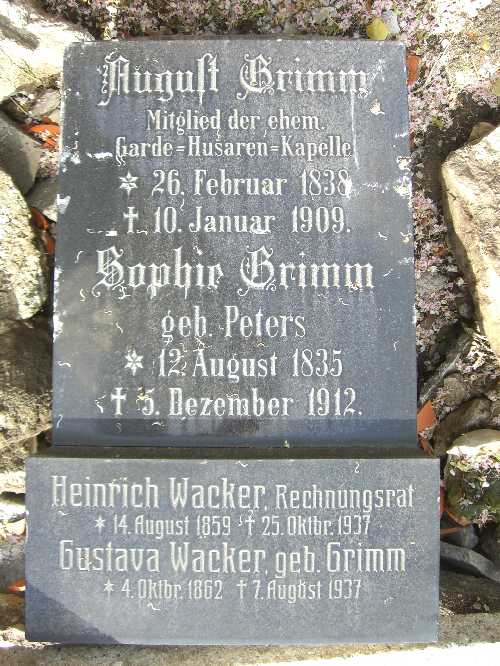 August Grimm
Mitglied der ehem.
Garde=Husaren=Kapelle
* 26. Februar 1838
† 10. Januar 1909.
Sophie Grimm
geb. Peters
* 12. August 1835
† 5. Dezember 1912.
Heinrich Wacker, Rechnungsrat
* 14. August 1859 † 25. Oktbr. 1937
Gustava Wacker, geb. Grimm
* 4. Oktbr. 1862 † 7. August 1937